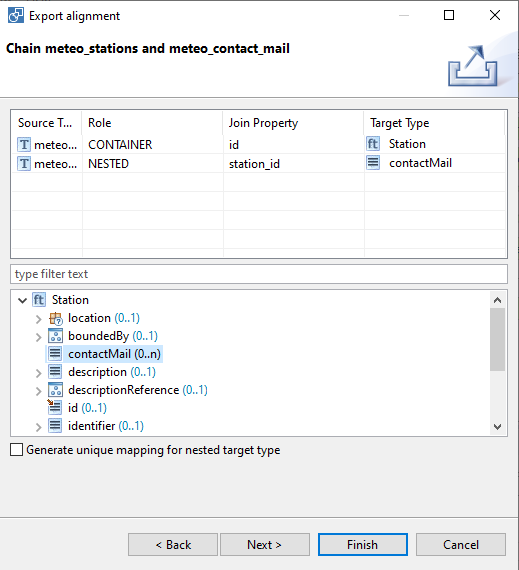 Export alignment
Chain meteo_stations and meteo_contact_mail
Source T... Role Join Property Target Type
T meteo... CONTAINER id ft Station
T meteo... NESTED station_id contactMail
type filter text
ft Station
location (0..1)
boundedBy (0..1)
contactMail (0..n)
description (0..1)
descriptionReference (0..1)
id (0..1)
identifier (0..1)
Generate unique mapping for nested target type
< Back Next > Finish Cancel